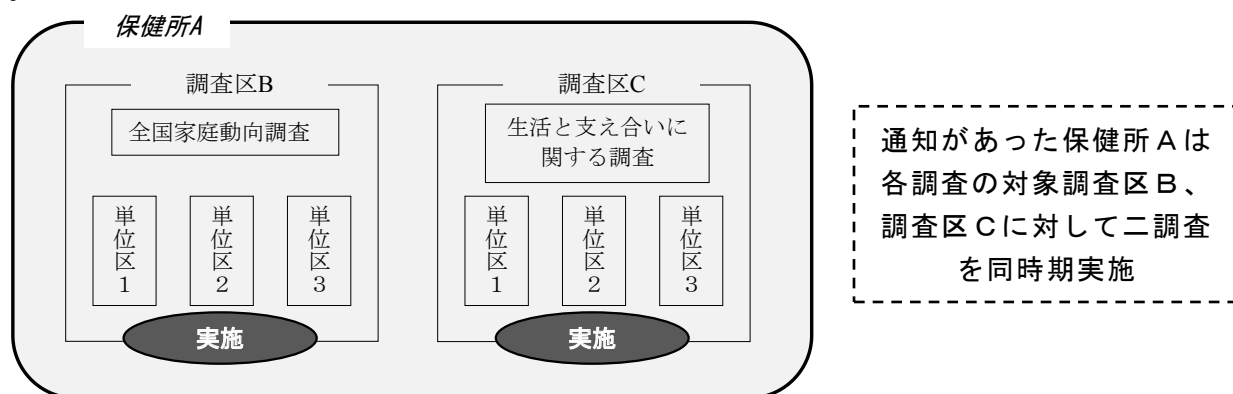 保健所A
調査区B
全国家庭動向調査
単位区1
単位区2
単位区3
実施
調査区C
生活と支え合いに
関する調査
単位区1
単位区2
単位区3
実施
通知があった保健所Aは
各調査の対象調査区B、
調査区Cに対して二調査
を同時期実施